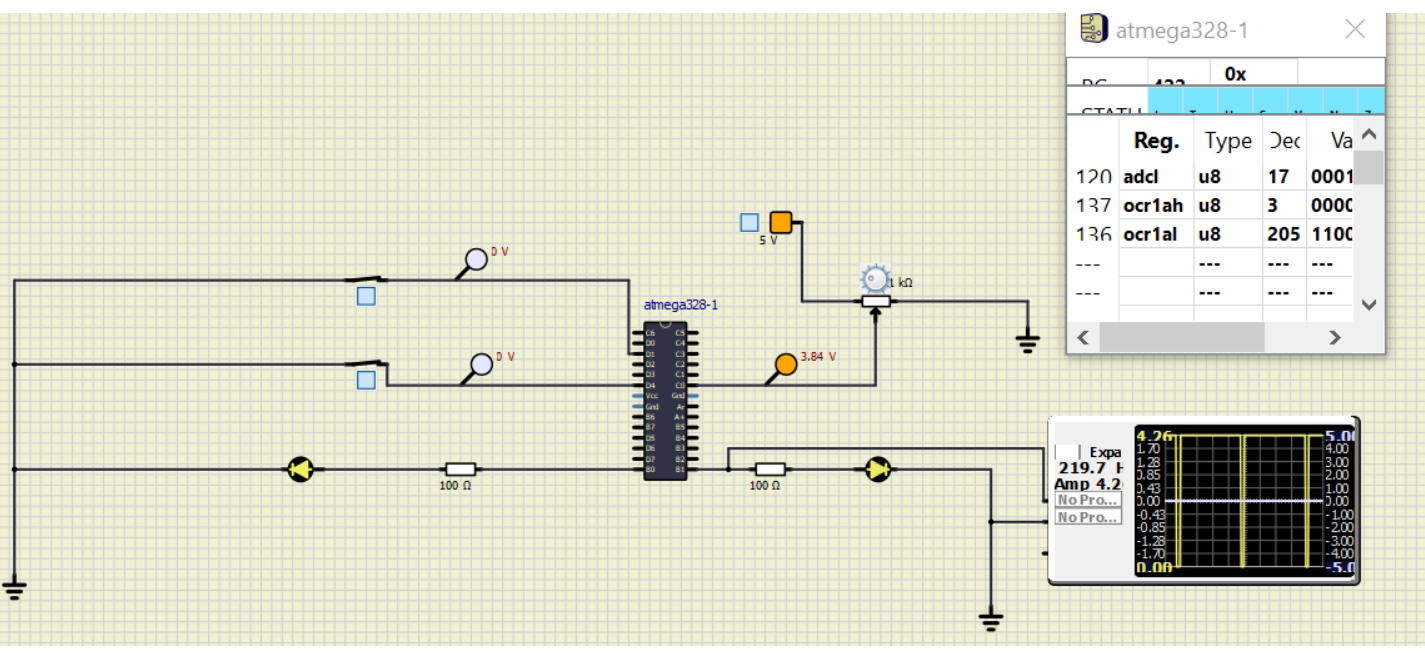 atmega328-1
0x
Reg. Type Dec Va
120 adcl u8 17 0001
137 ocr1ah u8 3 0000
136 ocr1al u8 205 1100
--- --- --- ---
--- --- --- ---
5 V
0 V
1 kΩ
atmega328-1
0 V
3.84 V
C6 C5
D0 C4
D1 C3
D2 C2
D3 C1
D4 C0
Vcc Gnd
Gnd Ar
B6 A+
B7 B5
D5 B4
D6 B3
D7 B2
B0 B1
100 Ω
100 Ω
Expa
219.7 H
Amp 4.2
No Pro...
No Pro...
4.26
1.70
1.28
0.85
0.43
0.00
-0.43
-0.85
-1.28
-1.70
0.00
5.0
4.00
3.00
2.00
1.00
0.00
-1.00
-2.00
-3.00
-4.00
-5.0